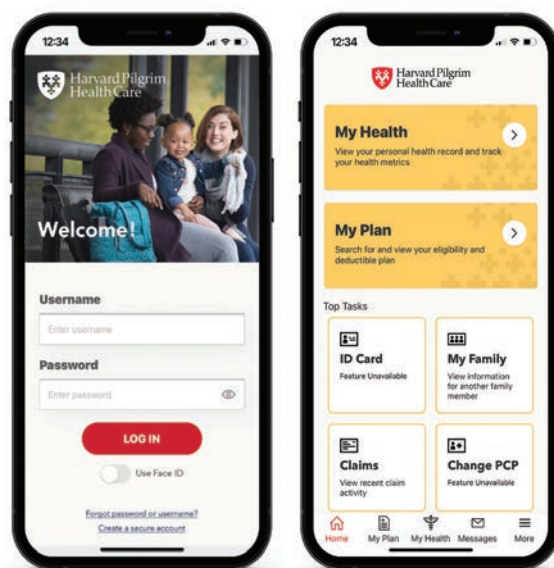 12:34
Harvard Pilgrim
HealthCare
Welcome!
Username
Enter username
Password
Enter password
LOG IN
Use Face ID
Forgot password or username?
Create a secure account
12:34
Harvard Pilgrim
HealthCare
My Health
View your personal health record and track
your health metrics
My Plan
Search for and view your eligibility and
deductible plan
Top Tasks
ID Card
Feature Unavailable
My Family
View information
for another family
member
Claims
View recent claim
activity
Change PCP
Feature Unavailable
Home My Plan My Health Messages More